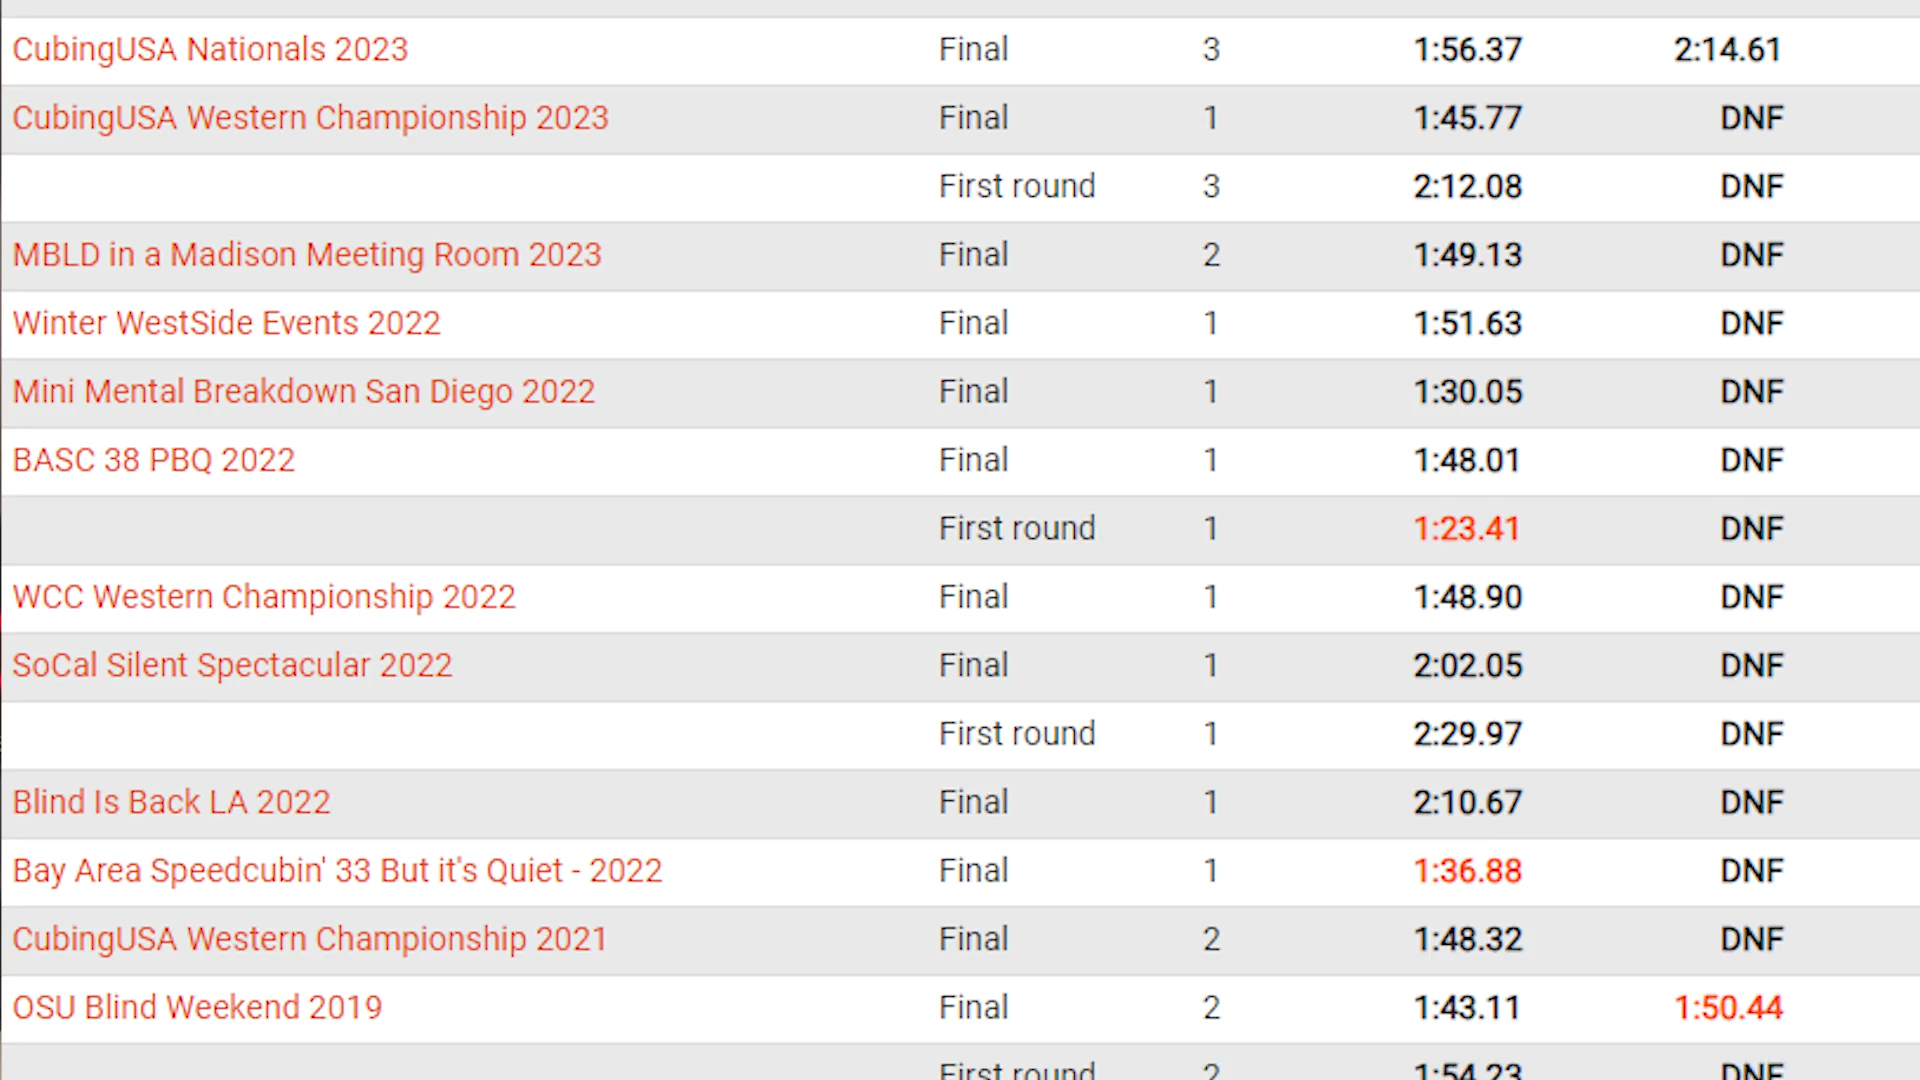 CubingUSA Nationals 2023 Final 3 1:56.37 2:14.61
CubingUSA Western Championship 2023 Final 1 1:45.77 DNF
First round 3 2:12.08 DNF
MBLD in a Madison Meeting Room 2023 Final 2 1:49.13 DNF
Winter WestSide Events 2022 Final 1 1:51.63 DNF
Mini Mental Breakdown San Diego 2022 Final 1 1:30.05 DNF
BASC 38 PBQ 2022 Final 1 1:48.01 DNF
First round 1 1:23.41 DNF
WCC Western Championship 2022 Final 1 1:48.90 DNF
SoCal Silent Spectacular 2022 Final 1 2:02.05 DNF
First round 1 2:29.97 DNF
Blind Is Back LA 2022 Final 1 2:10.67 DNF
Bay Area Speedcubin' 33 But it's Quiet - 2022 Final 1 1:36.88 DNF
CubingUSA Western Championship 2021 Final 2 1:48.32 DNF
OSU Blind Weekend 2019 Final 2 1:43.11 1:50.44
First round 2 1:54.23 DNF